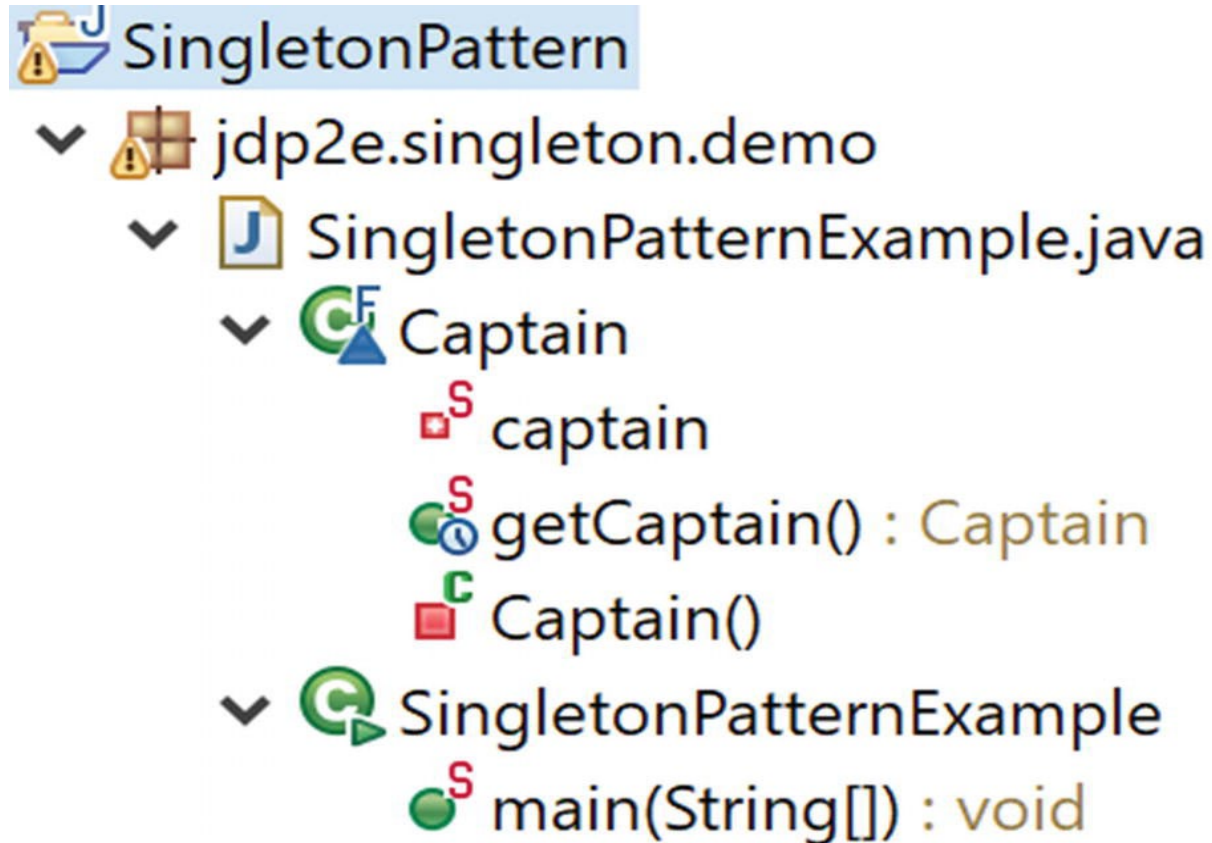 SingletonPattern
jdp2e.singleton.demo
SingletonPatternExample.java
Captain
captain
getCaptain() : Captain
Captain()
SingletonPatternExample
main(String[]) : void